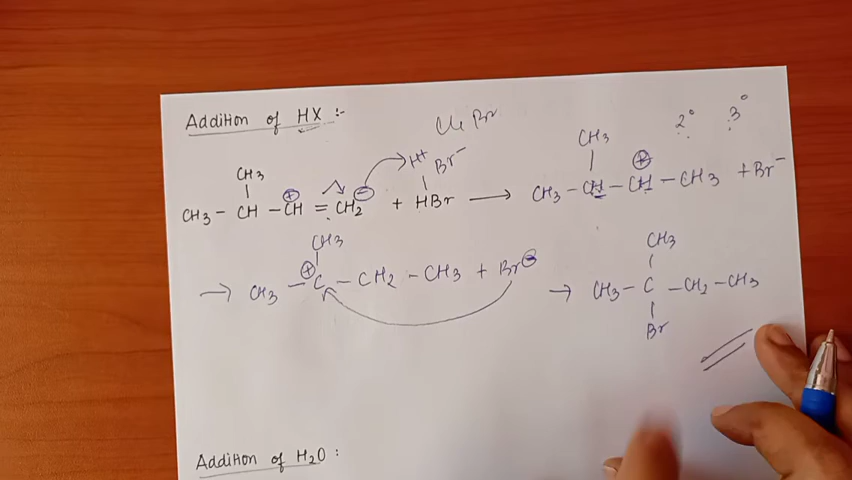 Addition of HX :-
Cl Br
2° 3°
H+ Br−
CH3 CH3
CH3 − CH − CH = CH2 + HBr ⟶ CH3 − CH − CH − CH3 + Br−
⊕ ⊖ ⊕
CH3 CH3
→ CH3 − C − CH2 − CH3 + Br⊖ → CH3 − C − CH2 − CH3
⊕
Br
Addition of H2O :